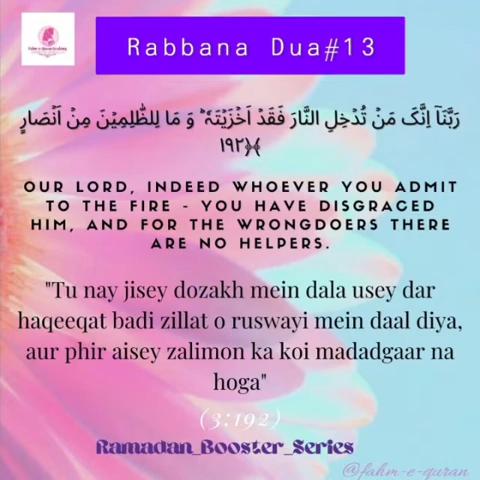 Rabbana Dua#13
رَبَّنَاۤ اِنَّکَ مَنۡ تُدۡخِلِ النَّارَ فَقَدۡ اَخۡزَیۡتَہٗ ؕ وَ مَا لِلظّٰلِمِیۡنَ مِنۡ اَنۡصَارٍ
﴿۱۹۲﴾
OUR LORD, INDEED WHOEVER YOU ADMIT
TO THE FIRE - YOU HAVE DISGRACED
HIM, AND FOR THE WRONGDOERS THERE
ARE NO HELPERS.
"Tu nay jisey dozakh mein dala usey dar
haqeeqat badi zillat o ruswayi mein daal diya,
aur phir aisey zalimon ka koi madadgaar na
hoga"
(3:192)
Ramadan_Booster_Series
@fahm-e-quran